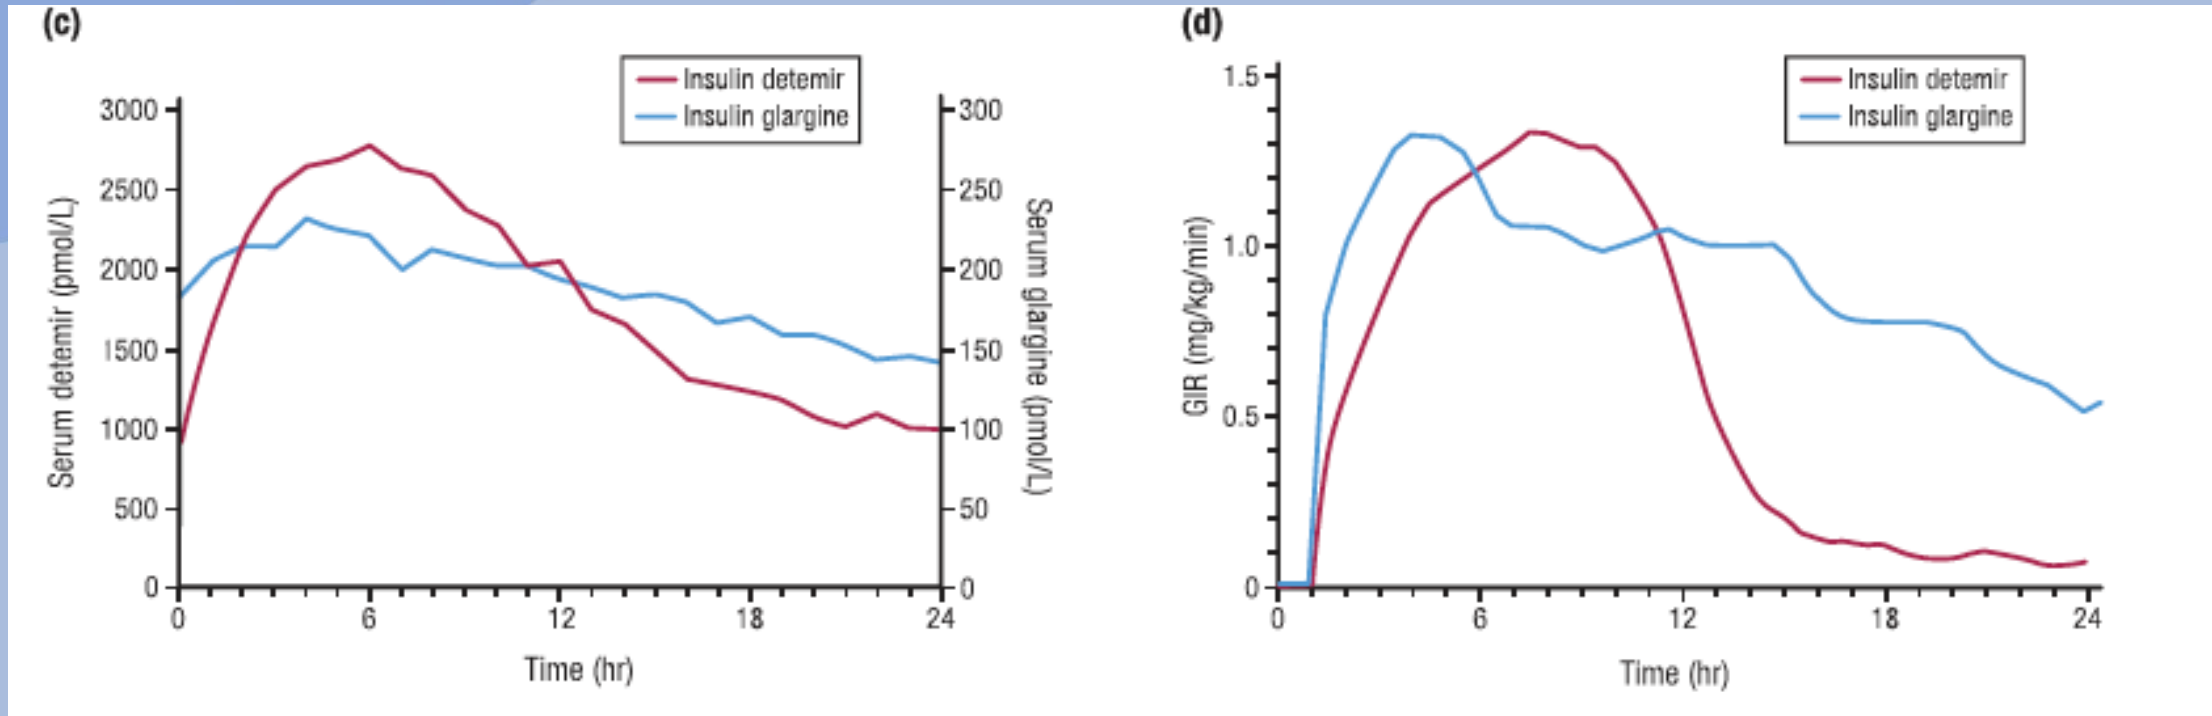 (c)
Insulin detemir
Insulin glargine
3000
2500
2000
1500
1000
500
0
Serum detemir (pmol/L)
300
250
200
150
100
50
0
Serum glargine (pmol/L)
0 6 12 18 24
Time (hr)
(d)
Insulin detemir
Insulin glargine
1.5
1.0
0.5
0
GIR (mg/kg/min)
0 6 12 18 24
Time (hr)